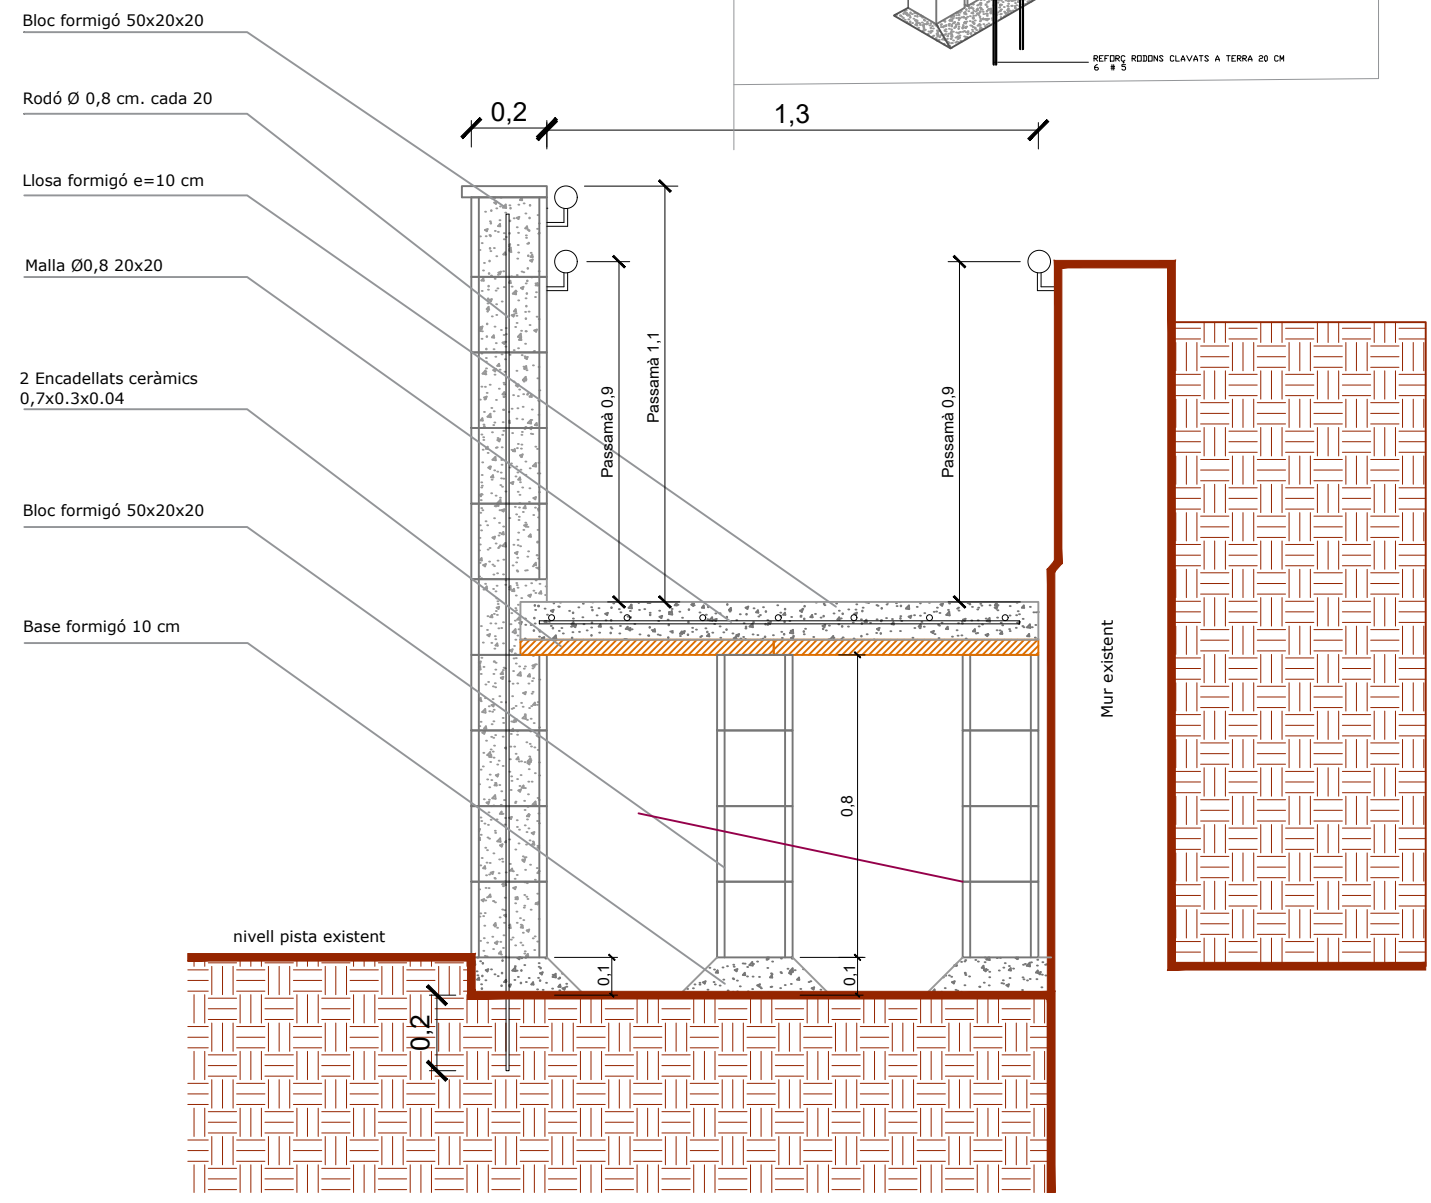 Bloc formigó 50x20x20
REFORÇ RODONS CLAVATS A TERRA 20 CM
6 # 5
Rodó Ø 0,8 cm. cada 20
0,2
1,3
Llosa formigó e=10 cm
Malla Ø0,8 20x20
2 Encadellats ceràmics
0,7x0.3x0.04
Passamà 0,9
Passamà 1,1
Passamà 0,9
Bloc formigó 50x20x20
Base formigó 10 cm
Mur existent
0,8
nivell pista existent
0,1
0,1
0,2